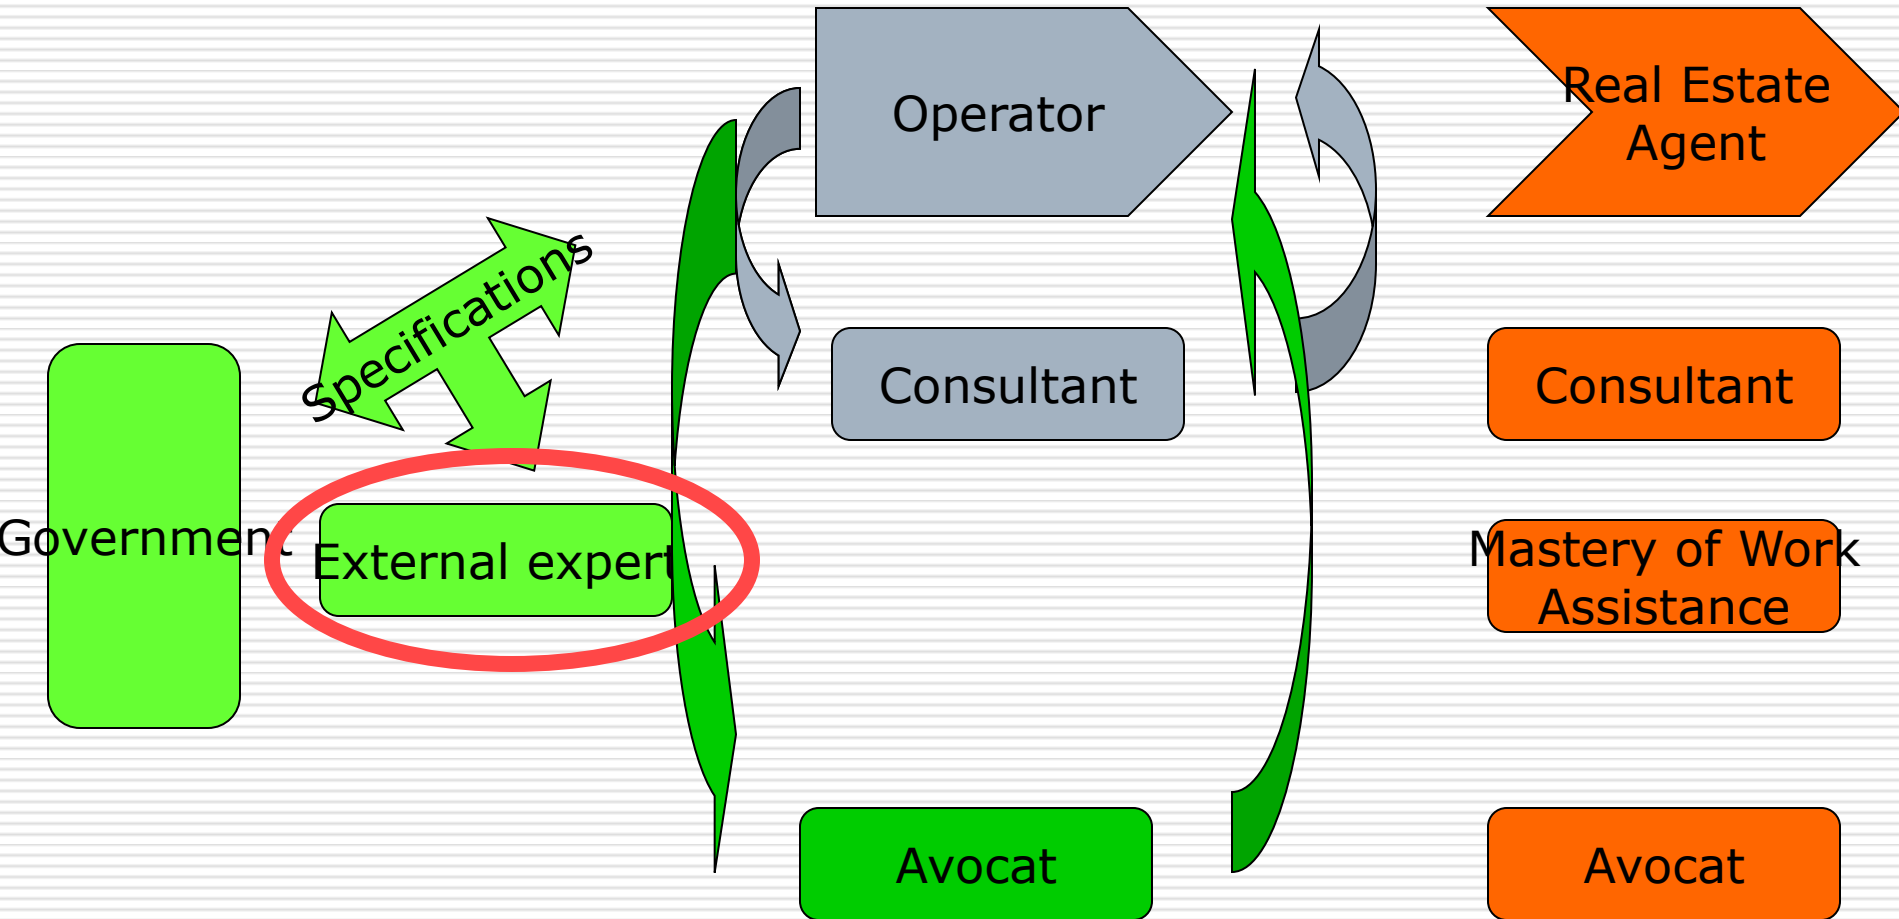 Operator
Real Estate
Agent
Specifications
Consultant
Consultant
Government
External expert
Mastery of Work
Assistance
Avocat
Avocat